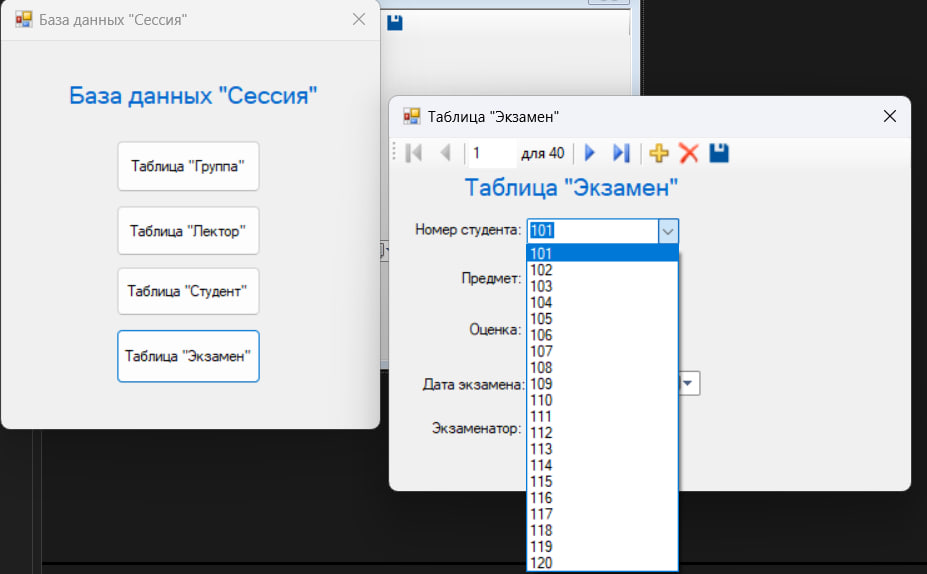 База данных "Сессия"
База данных "Сессия"
Таблица "Группа"
Таблица "Лектор"
Таблица "Студент"
Таблица "Экзамен"
Таблица "Экзамен"
1 для 40
Таблица "Экзамен"
Номер студента: 101
Предмет:
Оценка:
Дата экзамена:
Экзаменатор:
101
102
103
104
105
106
107
108
109
110
111
112
113
114
115
116
117
118
119
120